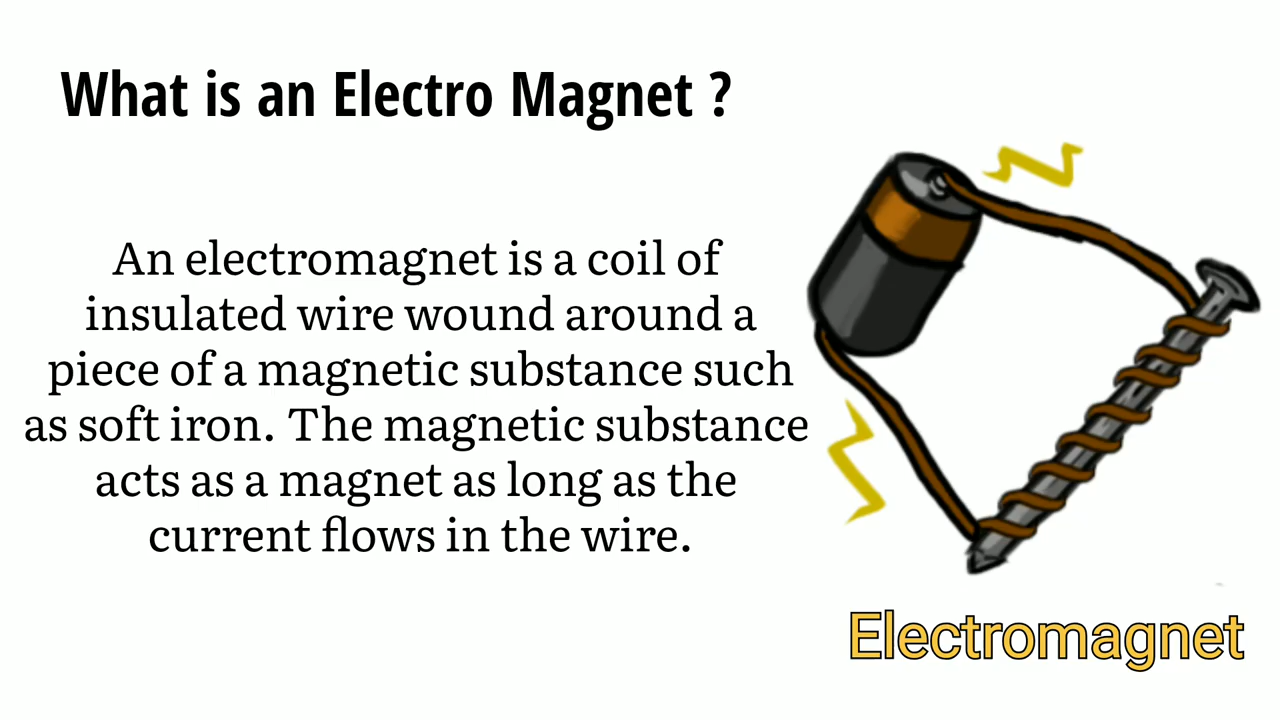 What is an Electro Magnet ?
An electromagnet is a coil of
insulated wire wound around a
piece of a magnetic substance such
as soft iron. The magnetic substance
acts as a magnet as long as the
current flows in the wire.
Electromagnet